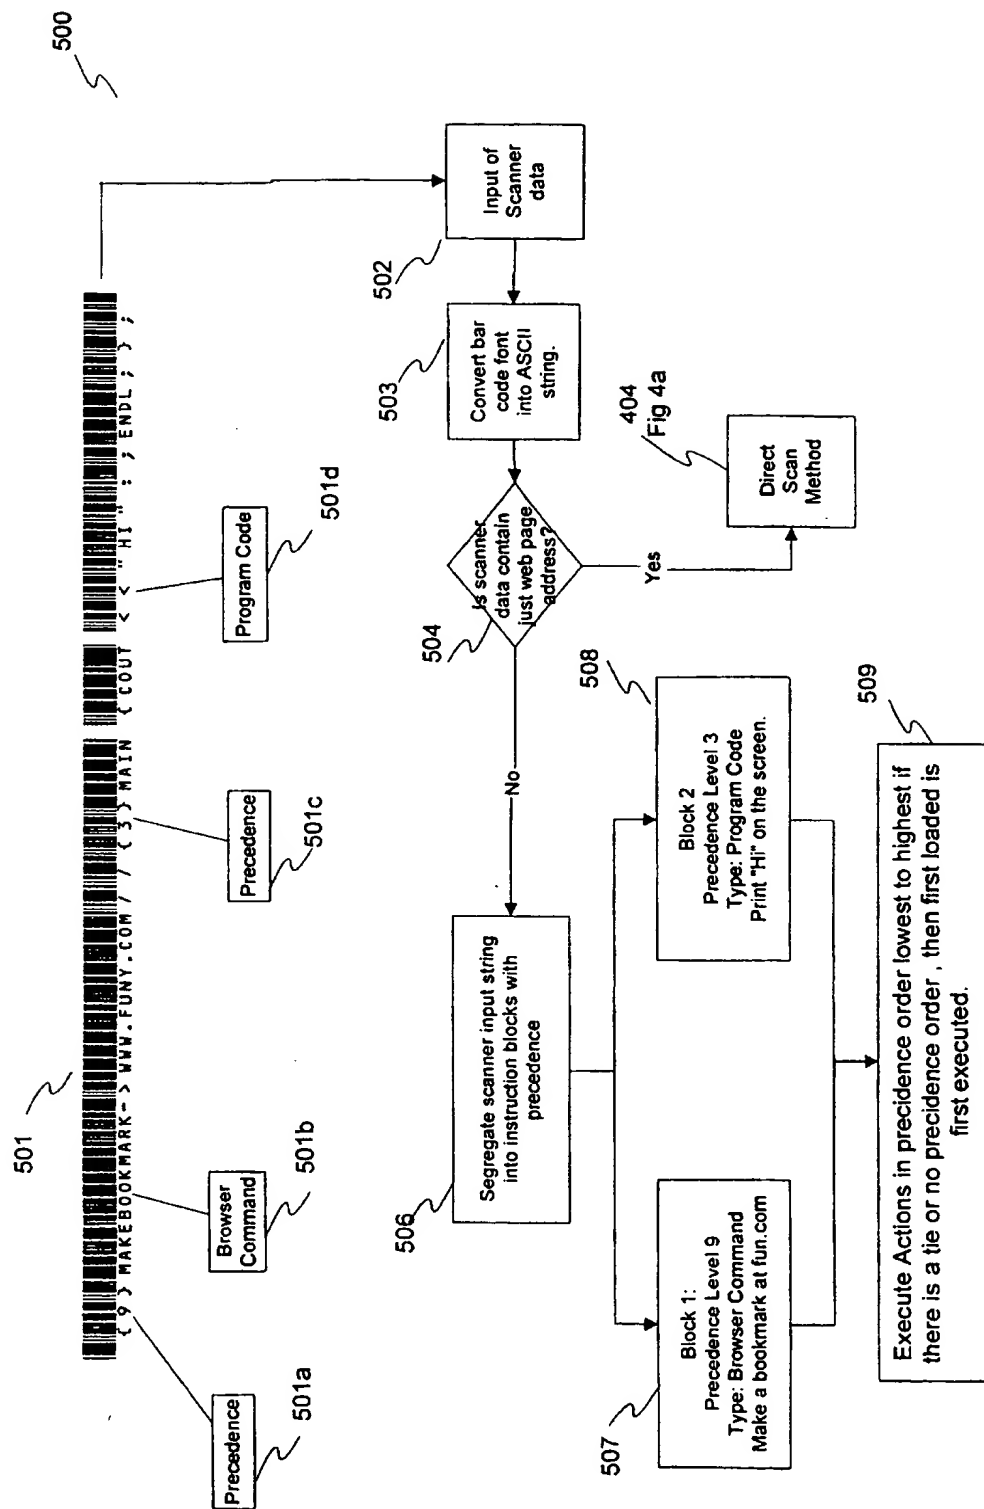 500
501
{9}MAKEBOOKMARK->WWW.FUNY.COM//{3}MAIN {COUT <<"HI" : ;ENDL; } ;
Precedence
501a
Browser
Command
501b
Precedence
501c
Program Code
501d
Input of
Scanner
data
502
Convert bar
code font
into ASCII
string.
503
Is scanner
data contain
just web page
address?
504
Yes
404
Fig 4a
Direct
Scan
Method
No
Segregate scanner input string
into instruction blocks with
precedence
506
Block 1:
Precedence Level 9
Type: Browser Command
Make a bookmark at fun.com
507
Block 2
Precedence Level 3
Type: Program Code
Print "Hi" on the screen.
508
509
Execute Actions in precidence order lowest to highest if
there is a tie or no precidence order , then first loaded is
first executed.